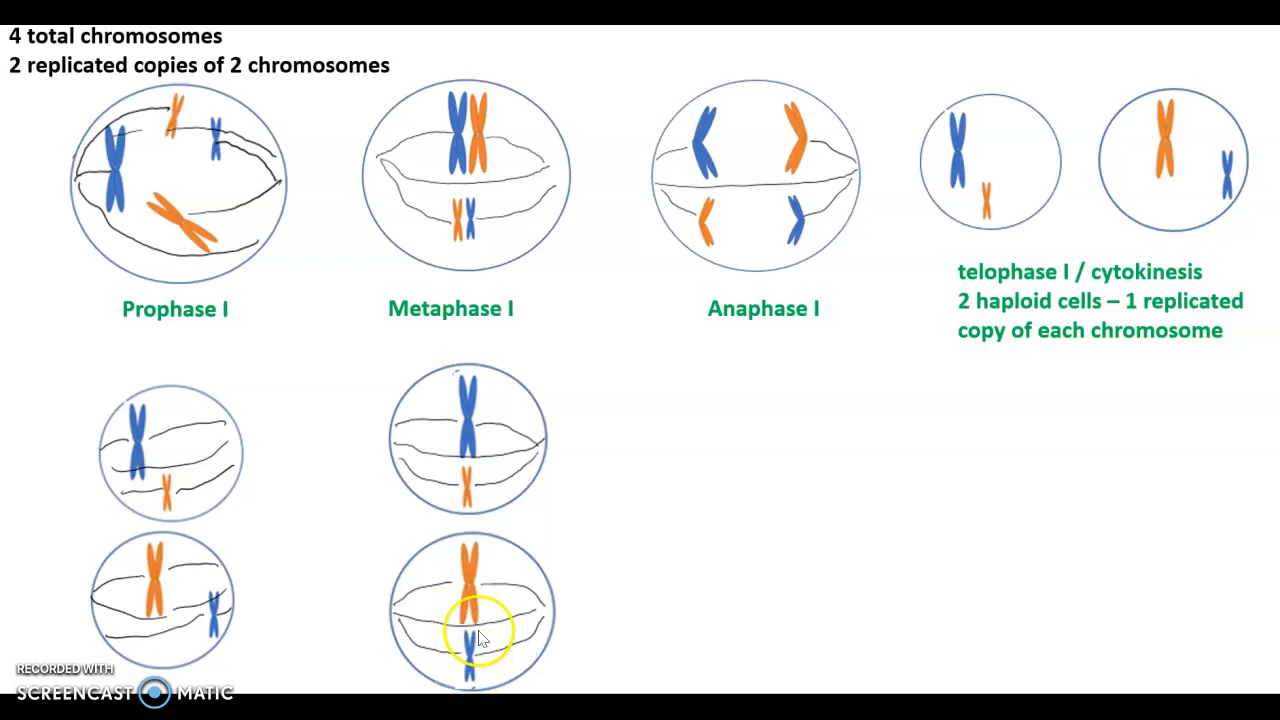 4 total chromosomes
2 replicated copies of 2 chromosomes
Prophase I
Metaphase I
Anaphase I
telophase I / cytokinesis
2 haploid cells – 1 replicated
copy of each chromosome
RECORDED WITH
SCREENCAST MATIC